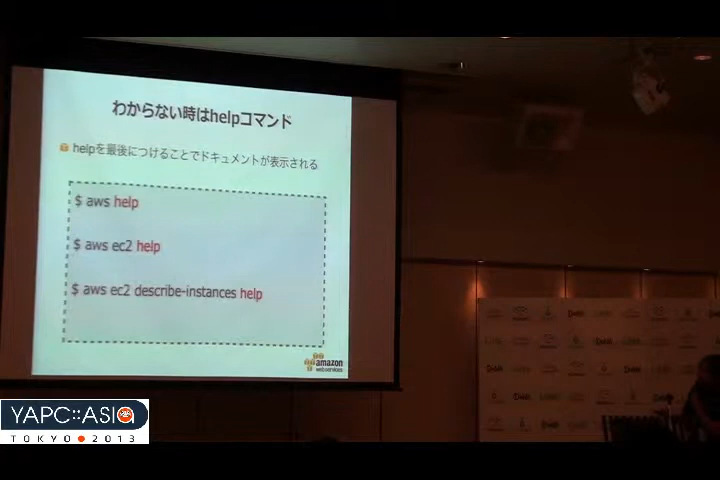 わからない時はhelpコマンド
helpを最後につけることでドキュメントが表示される
$ aws help
$ aws ec2 help
$ aws ec2 describe-instances help
amazon
webservices
YAPC::ASIA
TOKYO 2013